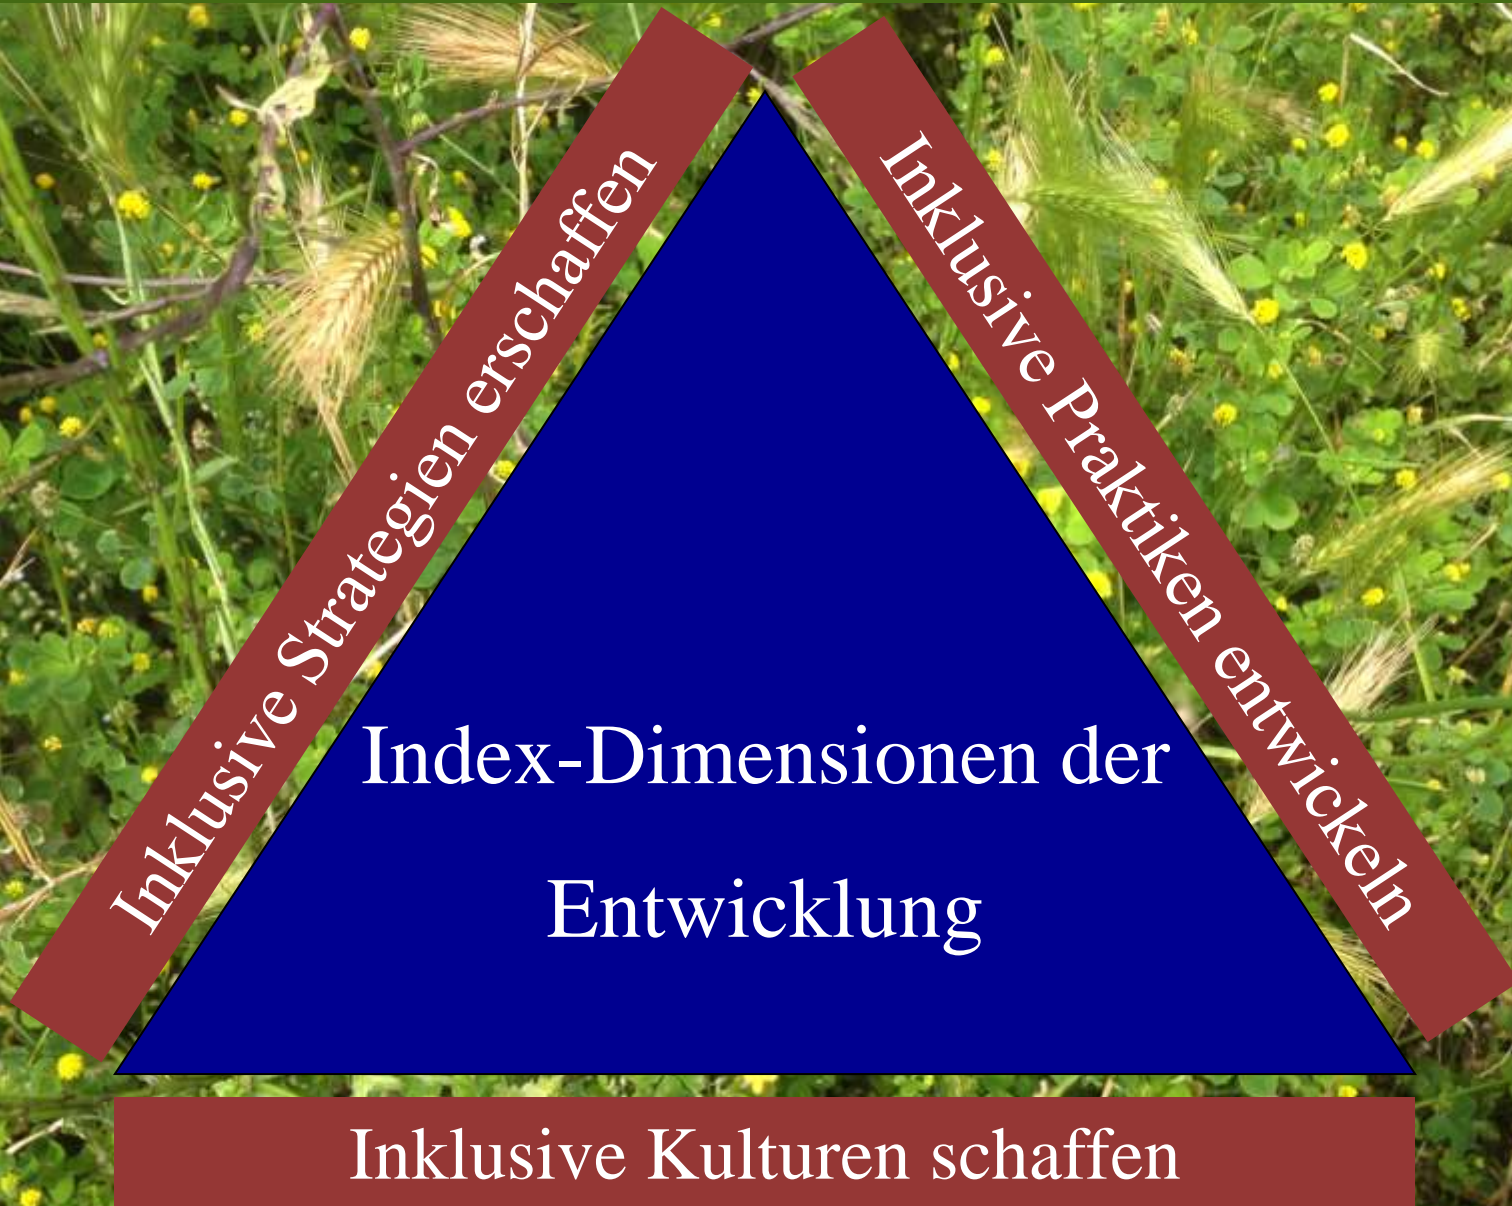 Inklusive Strategien erschaffen
Inklusive Praktiken entwickeln
Index-Dimensionen der
Entwicklung
Inklusive Kulturen schaffen